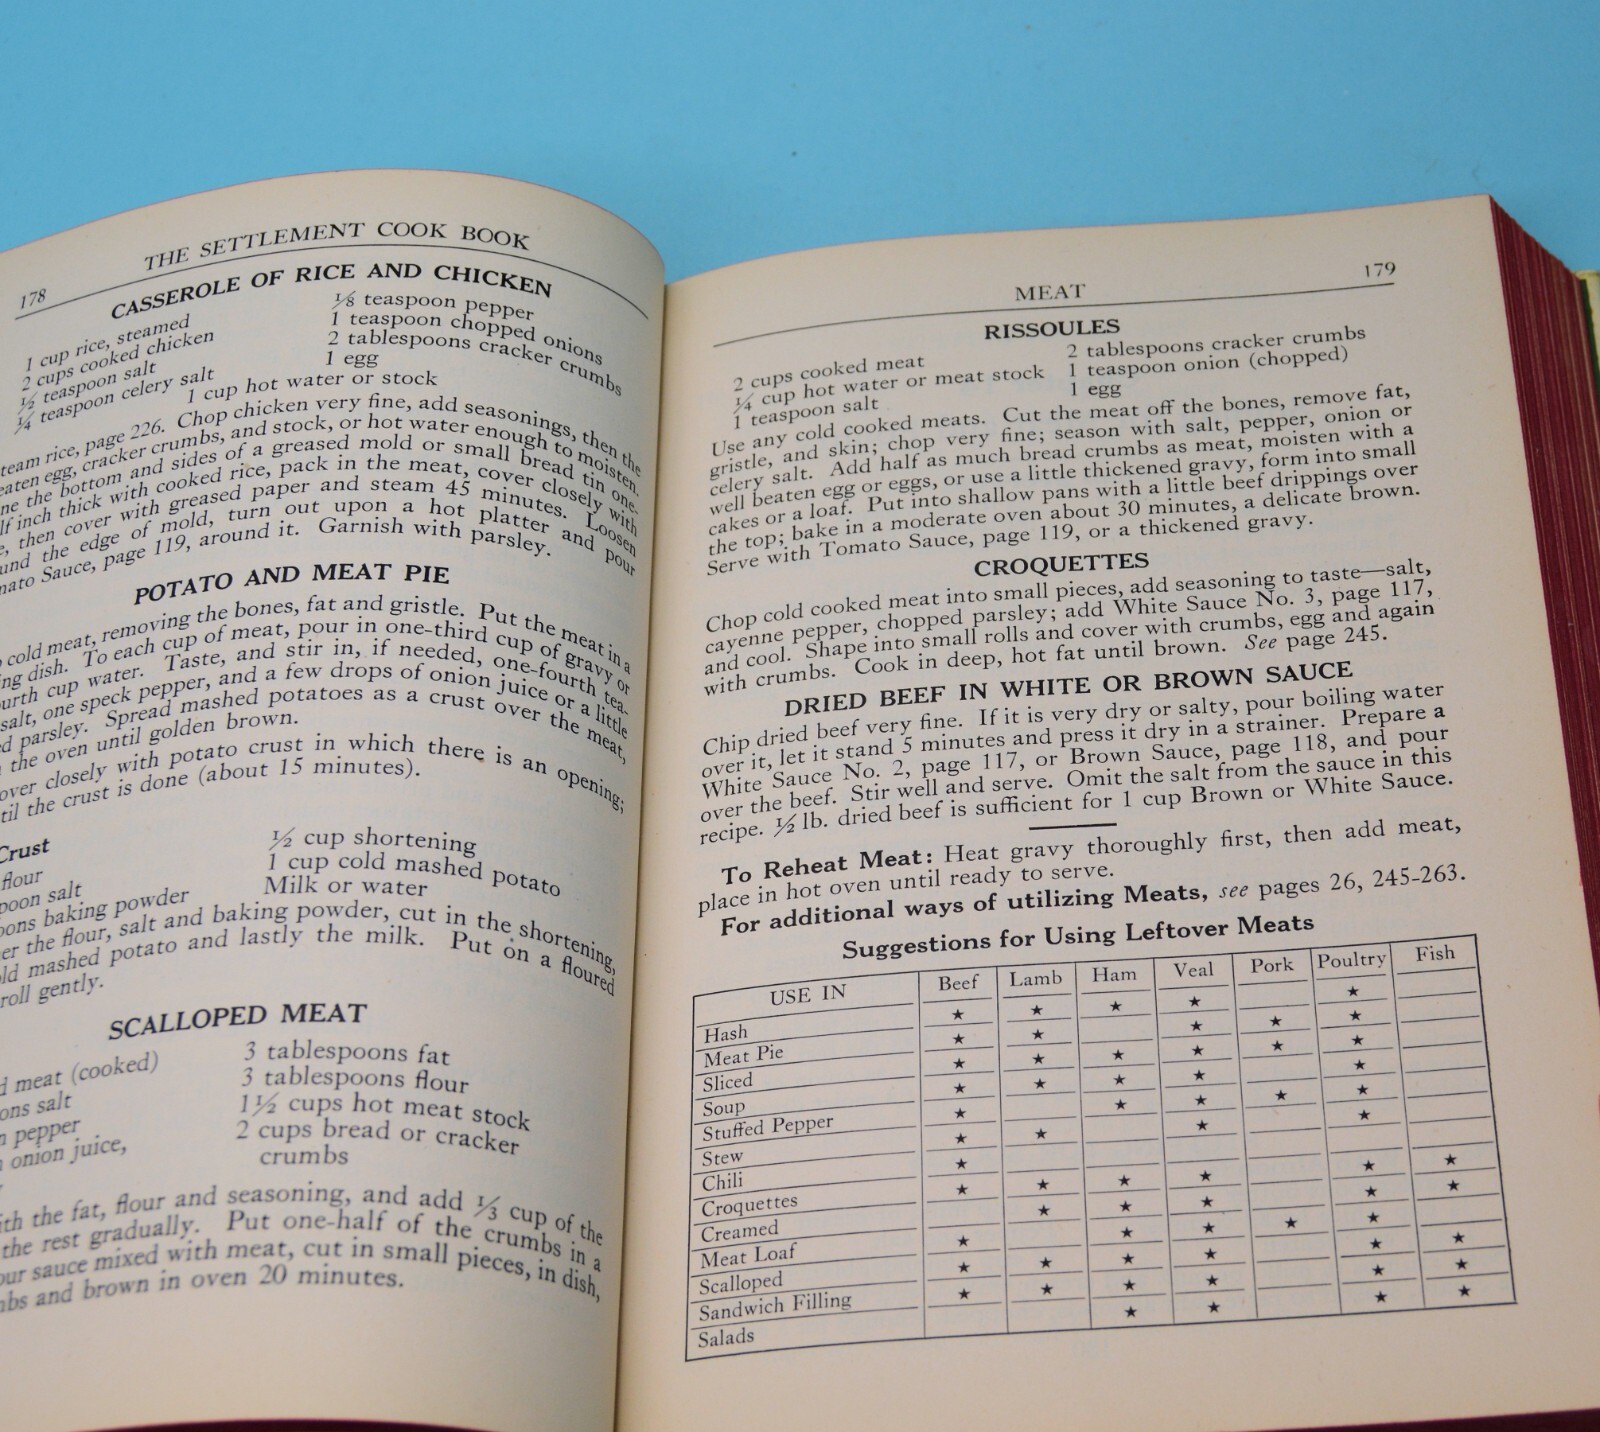 178
THE SETTLEMENT COOK BOOK
CASSEROLE OF RICE AND CHICKEN
1 cup rice, steamed
2 cups cooked chicken
½ teaspoon salt
¼ teaspoon celery salt
⅛ teaspoon pepper
1 teaspoon chopped onions
2 tablespoons cracker crumbs
1 egg
1 cup hot water or stock
team rice, page 226. Chop chicken very fine, add seasonings, then the
eaten egg, cracker crumbs, and stock, or hot water enough to moisten.
ne the bottom and sides of a greased mold or small bread tin one-
lf inch thick with cooked rice, pack in the meat, cover closely with
e, then cover with greased paper and steam 45 minutes. Loosen
und the edge of mold, turn out upon a hot platter and pour
mato Sauce, page 119, around it. Garnish with parsley.
POTATO AND MEAT PIE
cold meat, removing the bones, fat and gristle. Put the meat in a
ng dish. To each cup of meat, pour in one-third cup of gravy or
urth cup water. Taste, and stir in, if needed, one-fourth tea-
salt, one speck pepper, and a few drops of onion juice or a little
d parsley. Spread mashed potatoes as a crust over the meat,
the oven until golden brown.
over closely with potato crust in which there is an opening;
til the crust is done (about 15 minutes).
Crust
flour
poon salt
oons baking powder
½ cup shortening
1 cup cold mashed potato
Milk or water
er the flour, salt and baking powder, cut in the shortening,
ld mashed potato and lastly the milk. Put on a floured
roll gently.
SCALLOPED MEAT
d meat (cooked)
ons salt
n pepper
onion juice,
3 tablespoons fat
3 tablespoons flour
1½ cups hot meat stock
2 cups bread or cracker
crumbs
ith the fat, flour and seasoning, and add ⅓ cup of the
the rest gradually. Put one-half of the crumbs in a
our sauce mixed with meat, cut in small pieces, in dish,
nbs and brown in oven 20 minutes.
MEAT
179
RISSOULES
2 cups cooked meat
¼ cup hot water or meat stock
1 teaspoon salt
2 tablespoons cracker crumbs
1 teaspoon onion (chopped)
1 egg
Use any cold cooked meats. Cut the meat off the bones, remove fat,
gristle, and skin; chop very fine; season with salt, pepper, onion or
celery salt. Add half as much bread crumbs as meat, moisten with a
well beaten egg or eggs, or use a little thickened gravy, form into small
cakes or a loaf. Put into shallow pans with a little beef drippings over
the top; bake in a moderate oven about 30 minutes, a delicate brown.
Serve with Tomato Sauce, page 119, or a thickened gravy.
CROQUETTES
Chop cold cooked meat into small pieces, add seasoning to taste—salt,
cayenne pepper, chopped parsley; add White Sauce No. 3, page 117,
and cool. Shape into small rolls and cover with crumbs, egg and again
with crumbs. Cook in deep, hot fat until brown. See page 245.
DRIED BEEF IN WHITE OR BROWN SAUCE
Chip dried beef very fine. If it is very dry or salty, pour boiling water
over it, let it stand 5 minutes and press it dry in a strainer. Prepare a
White Sauce No. 2, page 117, or Brown Sauce, page 118, and pour
over the beef. Stir well and serve. Omit the salt from the sauce in this
recipe. ½ lb. dried beef is sufficient for 1 cup Brown or White Sauce.
To Reheat Meat: Heat gravy thoroughly first, then add meat,
place in hot oven until ready to serve.
For additional ways of utilizing Meats, see pages 26, 245-263.
Suggestions for Using Leftover Meats
USE IN Beef Lamb Ham Veal Pork Poultry Fish
Hash ★ ★ ★ ★ ★
Meat Pie ★ ★ ★ ★ ★
Sliced ★ ★ ★ ★ ★ ★
Soup ★ ★ ★ ★ ★
Stuffed Pepper ★ ★ ★ ★ ★
Stew ★ ★ ★ ★
Chili ★
Croquettes ★ ★ ★ ★ ★ ★
Creamed ★ ★ ★ ★ ★
Meat Loaf ★ ★ ★ ★ ★
Scalloped ★ ★ ★ ★ ★ ★
Sandwich Filling ★ ★ ★ ★ ★ ★
Salads ★ ★ ★ ★